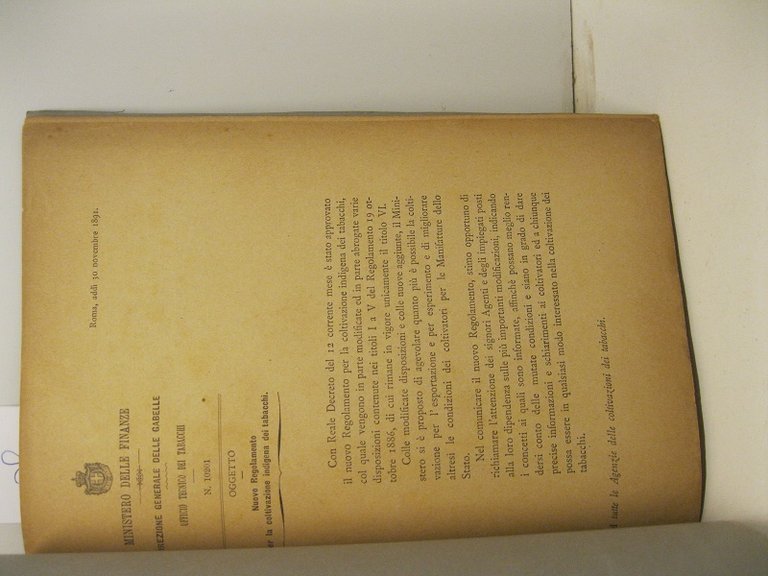 Roma, addì 30 novembre 1891.
MINISTERO DELLE FINANZE
DIREZIONE GENERALE DELLE GABELLE
UFFICIO TECNICO DEI TABACCHI
N. 10201
OGGETTO
Nuovo Regolamento
per la coltivazione indigena dei tabacchi.
Con Reale Decreto del 12 corrente mese è stato approvato
il nuovo Regolamento per la coltivazione indigena dei tabacchi,
col quale vengono in parte modificate ed in parte abrogate varie
disposizioni contenute nei titoli I a V del Regolamento 19 ot-
tobre 1886, di cui rimane in vigore unicamente il titolo VI.
Colle modificate disposizioni e colle nuove aggiunte, il Mini-
stero si è proposto di agevolare quanto più è possibile la colti-
vazione per l'esportazione e per esperimento e di migliorare
altresì le condizioni dei coltivatori per le Manifatture dello
Stato.
Nel comunicare il nuovo Regolamento, stimo opportuno di
richiamare l'attenzione dei signori Agenti e degli impiegati posti
alla loro dipendenza sulle più importanti modificazioni, indicando
i concetti ai quali sono informate, affinchè possano meglio ren-
dersi conto delle mutate condizioni e siano in grado di dare
precise informazioni e schiarimenti ai coltivatori ed a chiunque
possa essere in qualsiasi modo interessato nella coltivazione dei
tabacchi.
A tutte le Agenzie delle coltivazioni dei tabacchi.